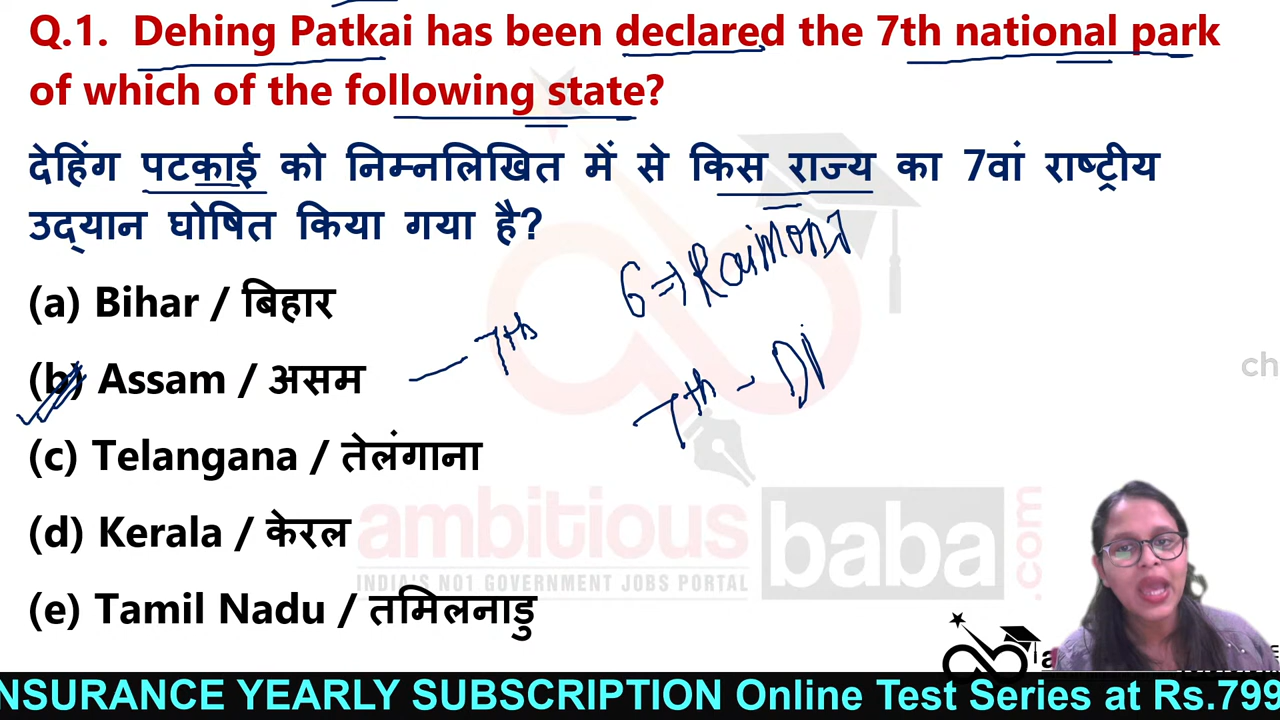 Q.1. Dehing Patkai has been declared the 7th national park
of which of the following state?
देहिंग पटकाई को निम्नलिखित में से किस राज्य का 7वां राष्ट्रीय
उद्यान घोषित किया गया है?
6 => Raimona
(a) Bihar / बिहार
7th
(b) Assam / असम
7th - Di
(c) Telangana / तेलंगाना
(d) Kerala / केरल
(e) Tamil Nadu / तमिलनाडु
ambitious baba .com
INDIA'S NO1 GOVERNMENT JOBS PORTAL
ch
NSURANCE YEARLY SUBSCRIPTION Online Test Series at Rs.799